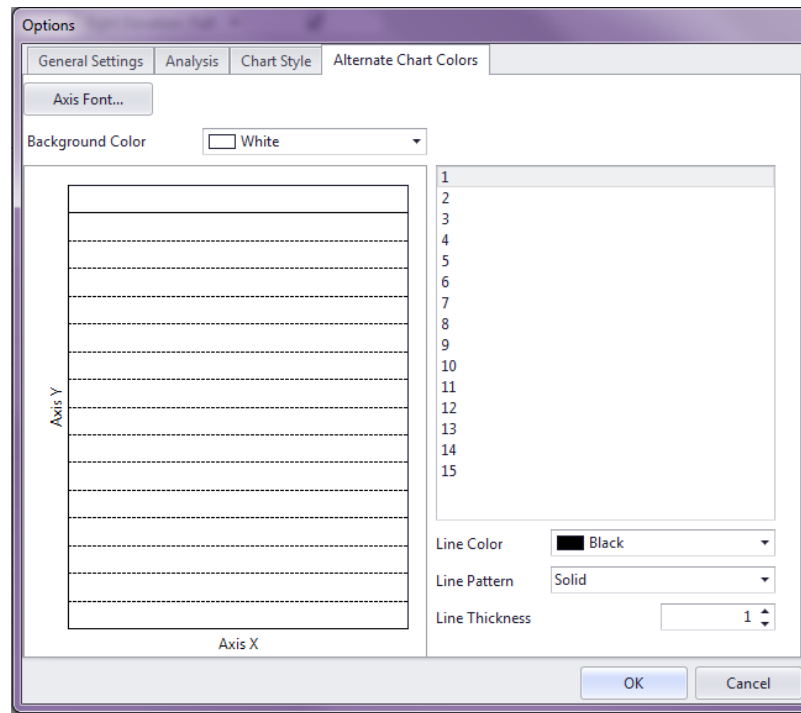 Options
General Settings Analysis Chart Style Alternate Chart Colors
Axis Font...
Background Color White
Axis Y
Axis X
1
2
3
4
5
6
7
8
9
10
11
12
13
14
15
Line Color Black
Line Pattern Solid
Line Thickness 1
OK Cancel